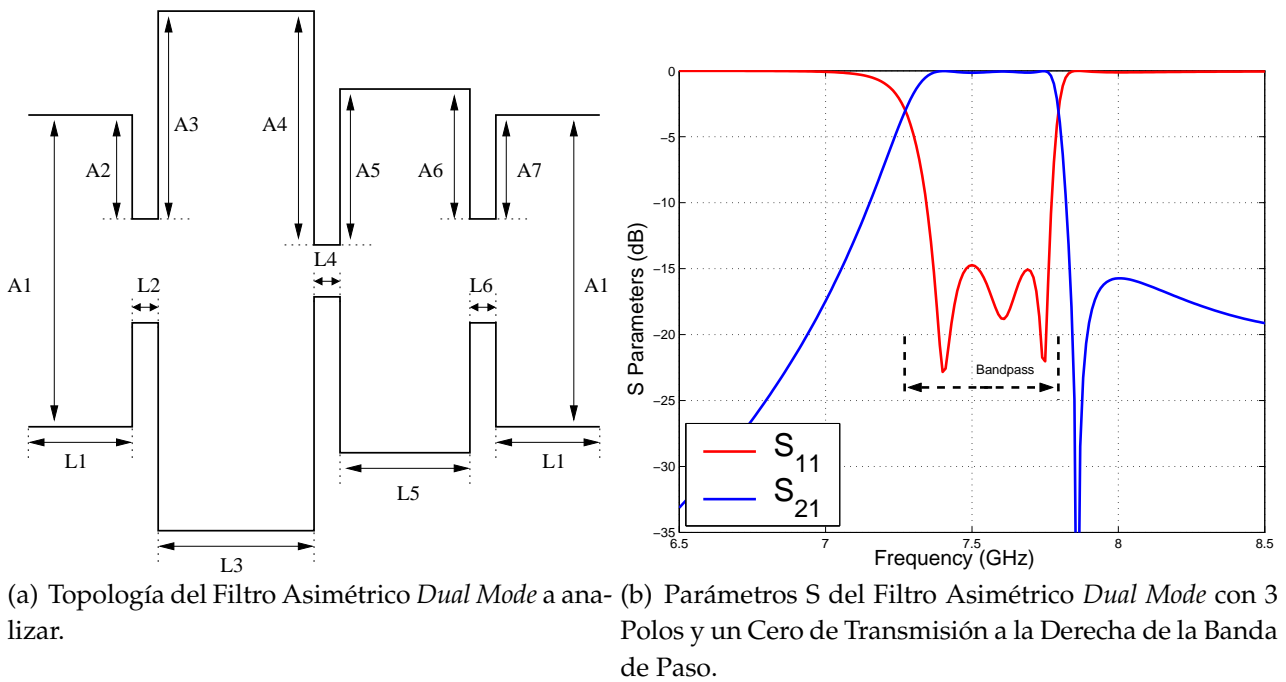 A3
A4
A2
A5
A6
A7
A1
L2
L4
L6
A1
L1
L5
L1
L3
0
−5
−10
−15
−20
−25
−30
−35
S Parameters (dB)
Bandpass
S11
S21
6.5
7
7.5
8
8.5
Frequency (GHz)
(a) Topología del Filtro Asimétrico Dual Mode a ana-
lizar.
(b) Parámetros S del Filtro Asimétrico Dual Mode con 3
Polos y un Cero de Transmisión a la Derecha de la Banda
de Paso.